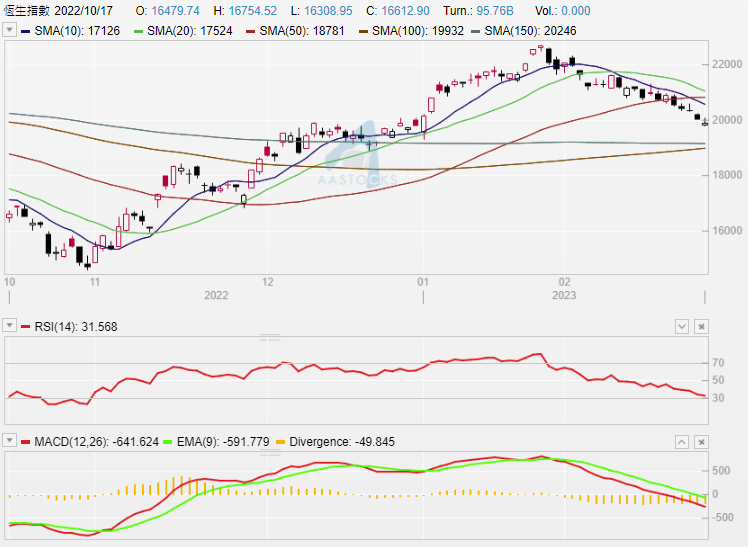 恆生指數 2022/10/17 O: 16479.74 H: 16754.52 L: 16308.95 C: 16612.90 Turn.: 95.76B Vol.: 0.000
SMA(10): 17126 SMA(20): 17524 SMA(50): 18781 SMA(100): 19932 SMA(150): 20246
22000
20000
18000
16000
AASTOCKS
10 11 12 01 02
2022 2023
RSI(14): 31.568
70
50
30
MACD(12,26): -641.624 EMA(9): -591.779 Divergence: -49.845
500
0
-500